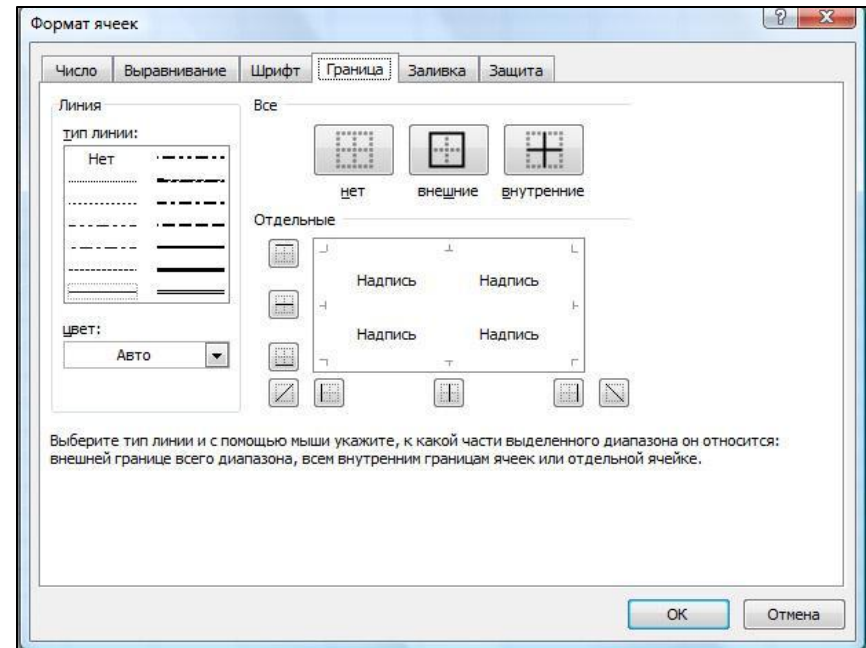 Формат ячеек
?
X
Число Выравнивание Шрифт Граница Заливка Защита
Линия
тип линии:
Нет
цвет:
Авто
Все
нет внешние внутренние
Отдельные
Надпись Надпись
Надпись Надпись
Выберите тип линии и с помощью мыши укажите, к какой части выделенного диапазона он относится:
внешней границе всего диапазона, всем внутренним границам ячеек или отдельной ячейке.
ОК Отмена